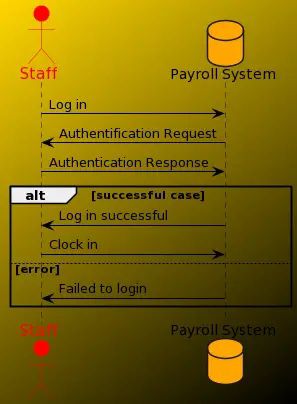 Staff
Payroll System
Log in
Authentification Request
Authentication Response
alt
[successful case]
Log in successful
Clock in
[error]
Failed to login
Staff
Payroll System